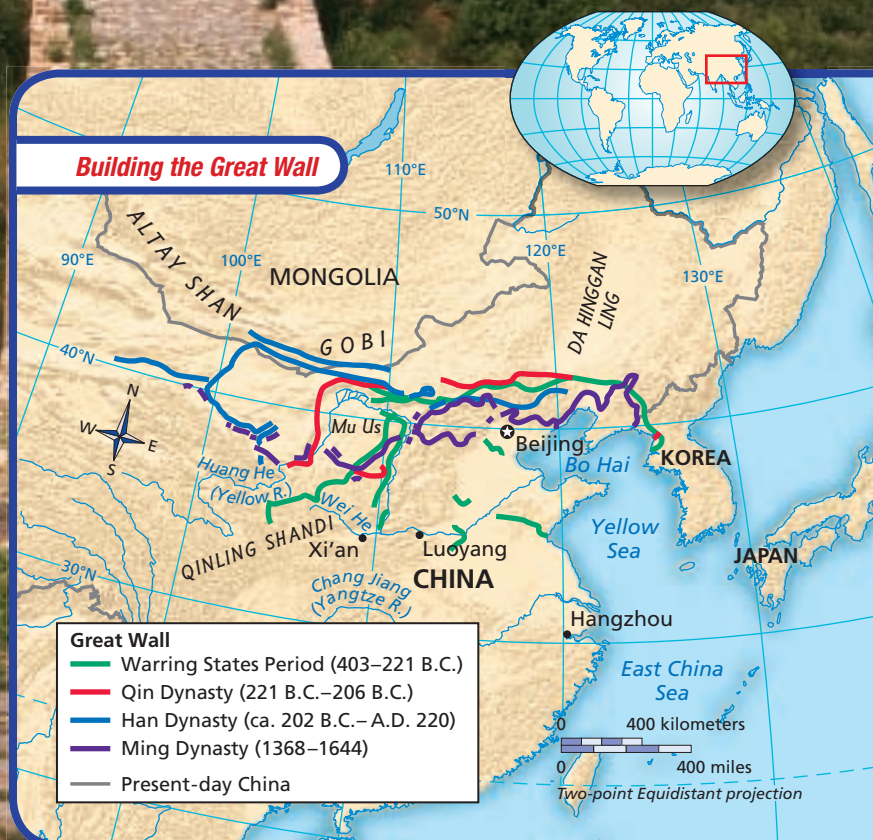 Building the Great Wall
110°E
50°N
ALTAY SHAN
90°E
100°E
MONGOLIA
120°E
130°E
DA HINGGAN
LING
GOBI
40°N
N
W
E
S
Mu Us
Beijing
Bo Hai
KOREA
Huang He
(Yellow R.)
Wei He
QINLING SHANDI
Xi'an
Luoyang
Yellow
Sea
JAPAN
30°N
Chang Jiang
(Yangtze R.)
CHINA
Hangzhou
East China
Sea
Great Wall
Warring States Period (403–221 B.C.)
Qin Dynasty (221 B.C.–206 B.C.)
Han Dynasty (ca. 202 B.C.–A.D. 220)
Ming Dynasty (1368–1644)
Present-day China
0 400 kilometers
0 400 miles
Two-point Equidistant projection